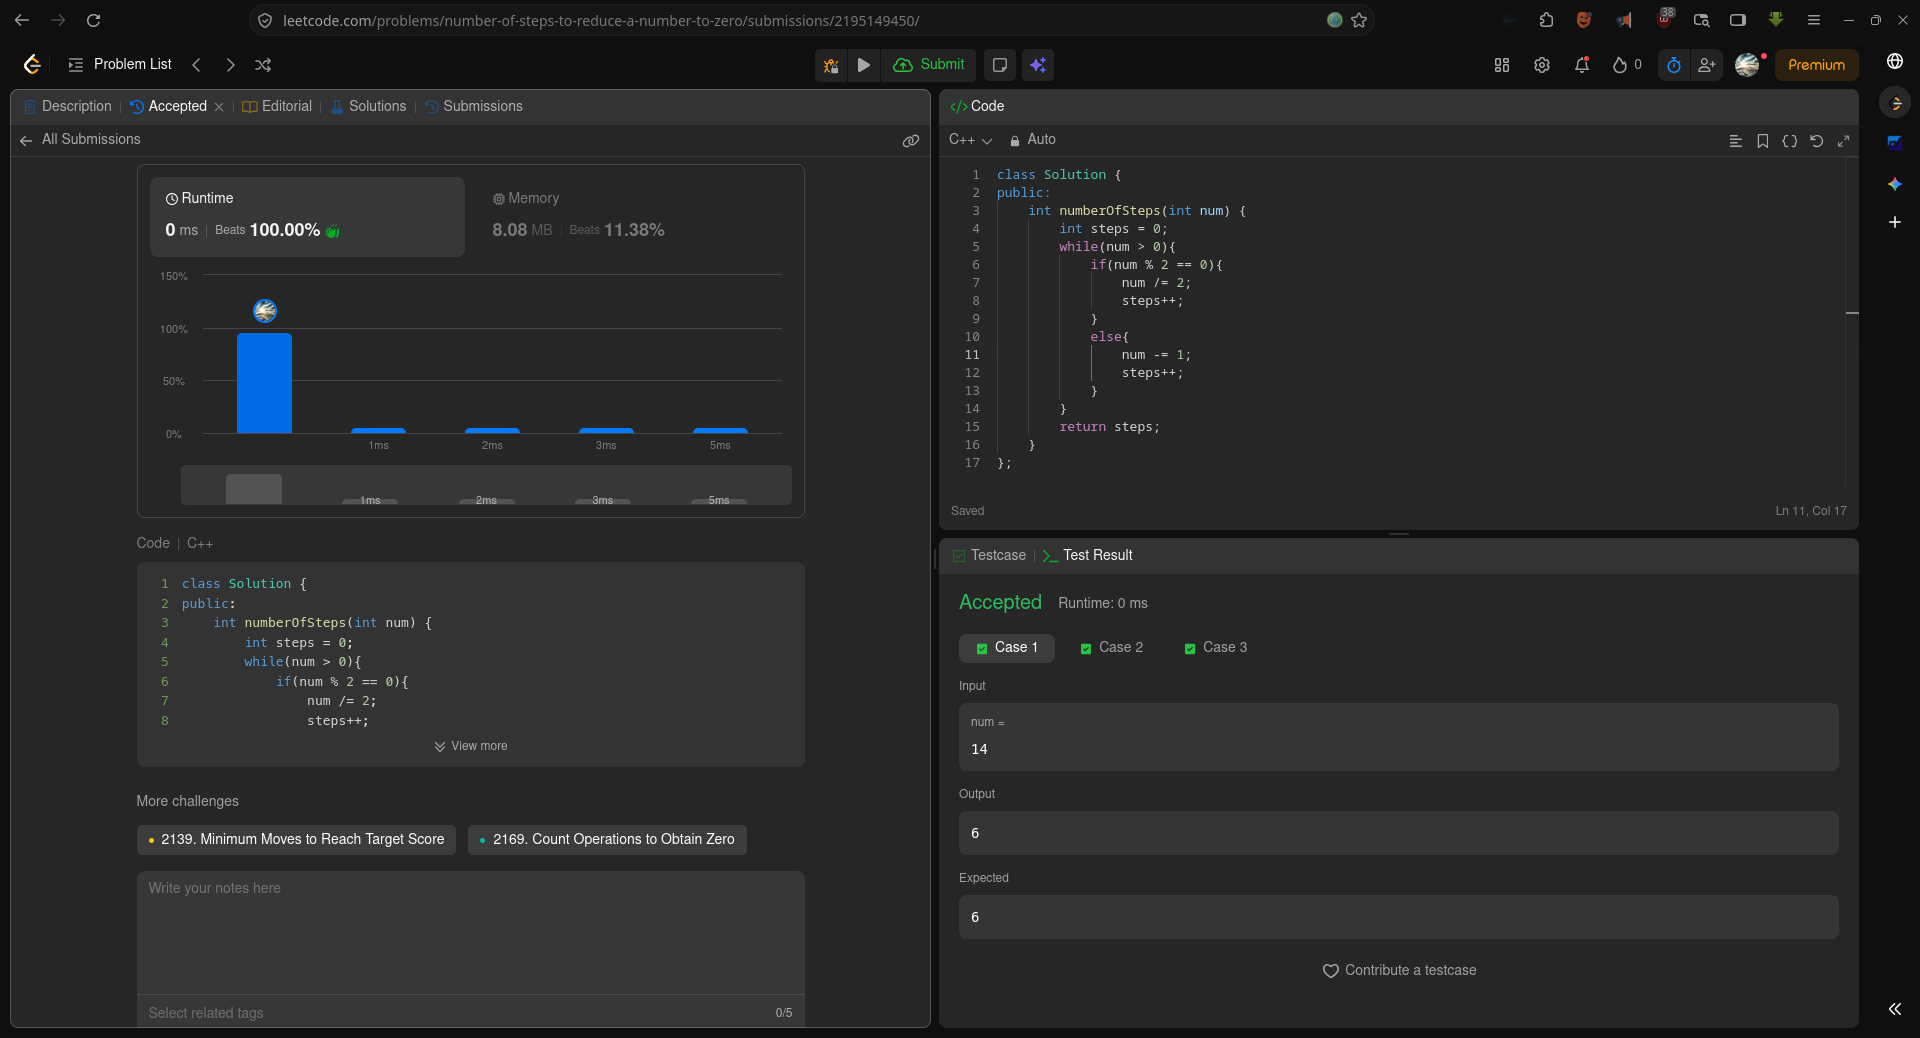 leetcode.com/problems/number-of-steps-to-reduce-a-number-to-zero/submissions/2195149450/
38
Problem List
Submit
0
Premium
Description | Accepted | Editorial | Solutions | Submissions
All Submissions
Runtime
0 ms | Beats 100.00%
Memory
8.08 MB | Beats 11.38%
150%
100%
50%
0%
1ms 2ms 3ms 5ms
1ms 2ms 3ms 5ms
Code | C++
1 class Solution {
2 public:
3 int numberOfSteps(int num) {
4 int steps = 0;
5 while(num > 0){
6 if(num % 2 == 0){
7 num /= 2;
8 steps++;
View more
More challenges
2139. Minimum Moves to Reach Target Score
2169. Count Operations to Obtain Zero
Write your notes here
Select related tags 0/5
</> Code
C++ Auto
1 class Solution {
2 public:
3 int numberOfSteps(int num) {
4 int steps = 0;
5 while(num > 0){
6 if(num % 2 == 0){
7 num /= 2;
8 steps++;
9 }
10 else{
11 num -= 1;
12 steps++;
13 }
14 }
15 return steps;
16 }
17 };
Saved Ln 11, Col 17
Testcase | >_ Test Result
Accepted Runtime: 0 ms
Case 1 Case 2 Case 3
Input
num =
14
Output
6
Expected
6
Contribute a testcase